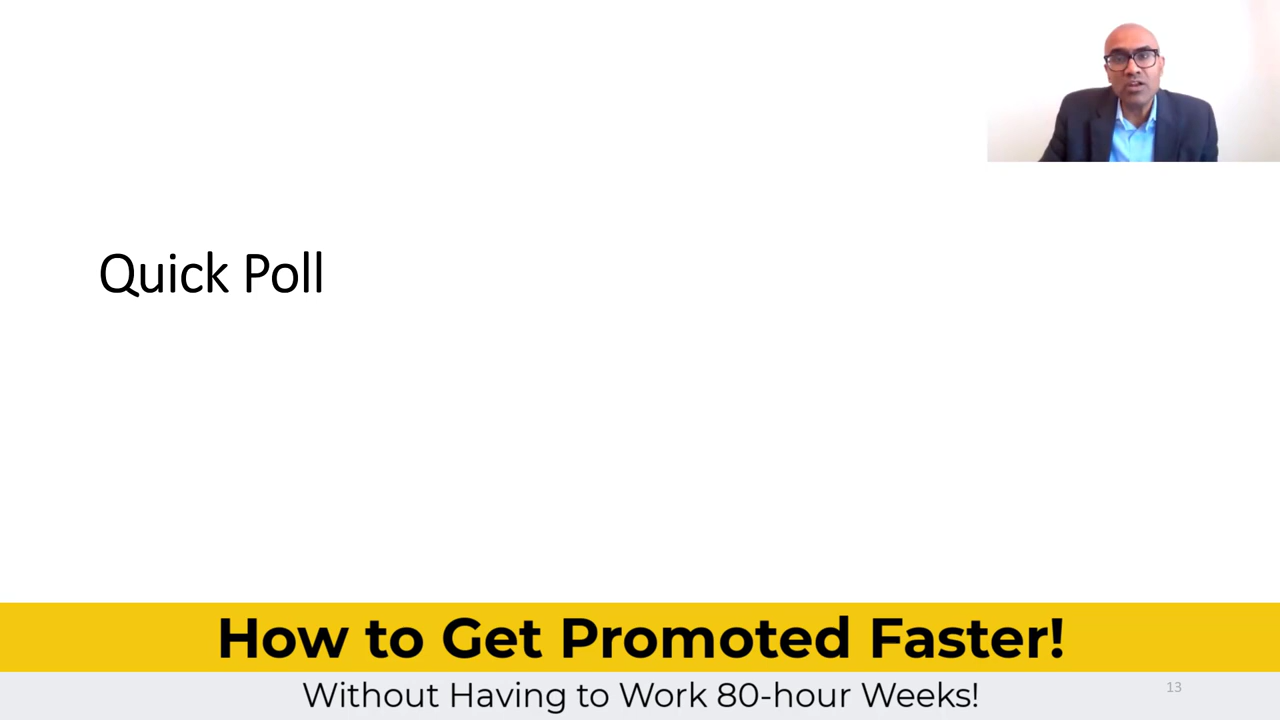 Quick Poll
How to Get Promoted Faster!
Without Having to Work 80-hour Weeks!
13